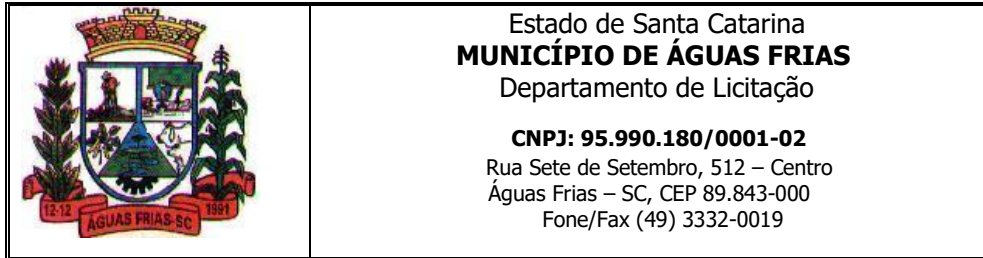 Estado de Santa Catarina
MUNICÍPIO DE ÁGUAS FRIAS
Departamento de Licitação
CNPJ: 95.990.180/0001-02
Rua Sete de Setembro, 512 – Centro
Águas Frias – SC, CEP 89.843-000
Fone/Fax (49) 3332-0019
12-12
ÁGUAS FRIAS-SC
1991